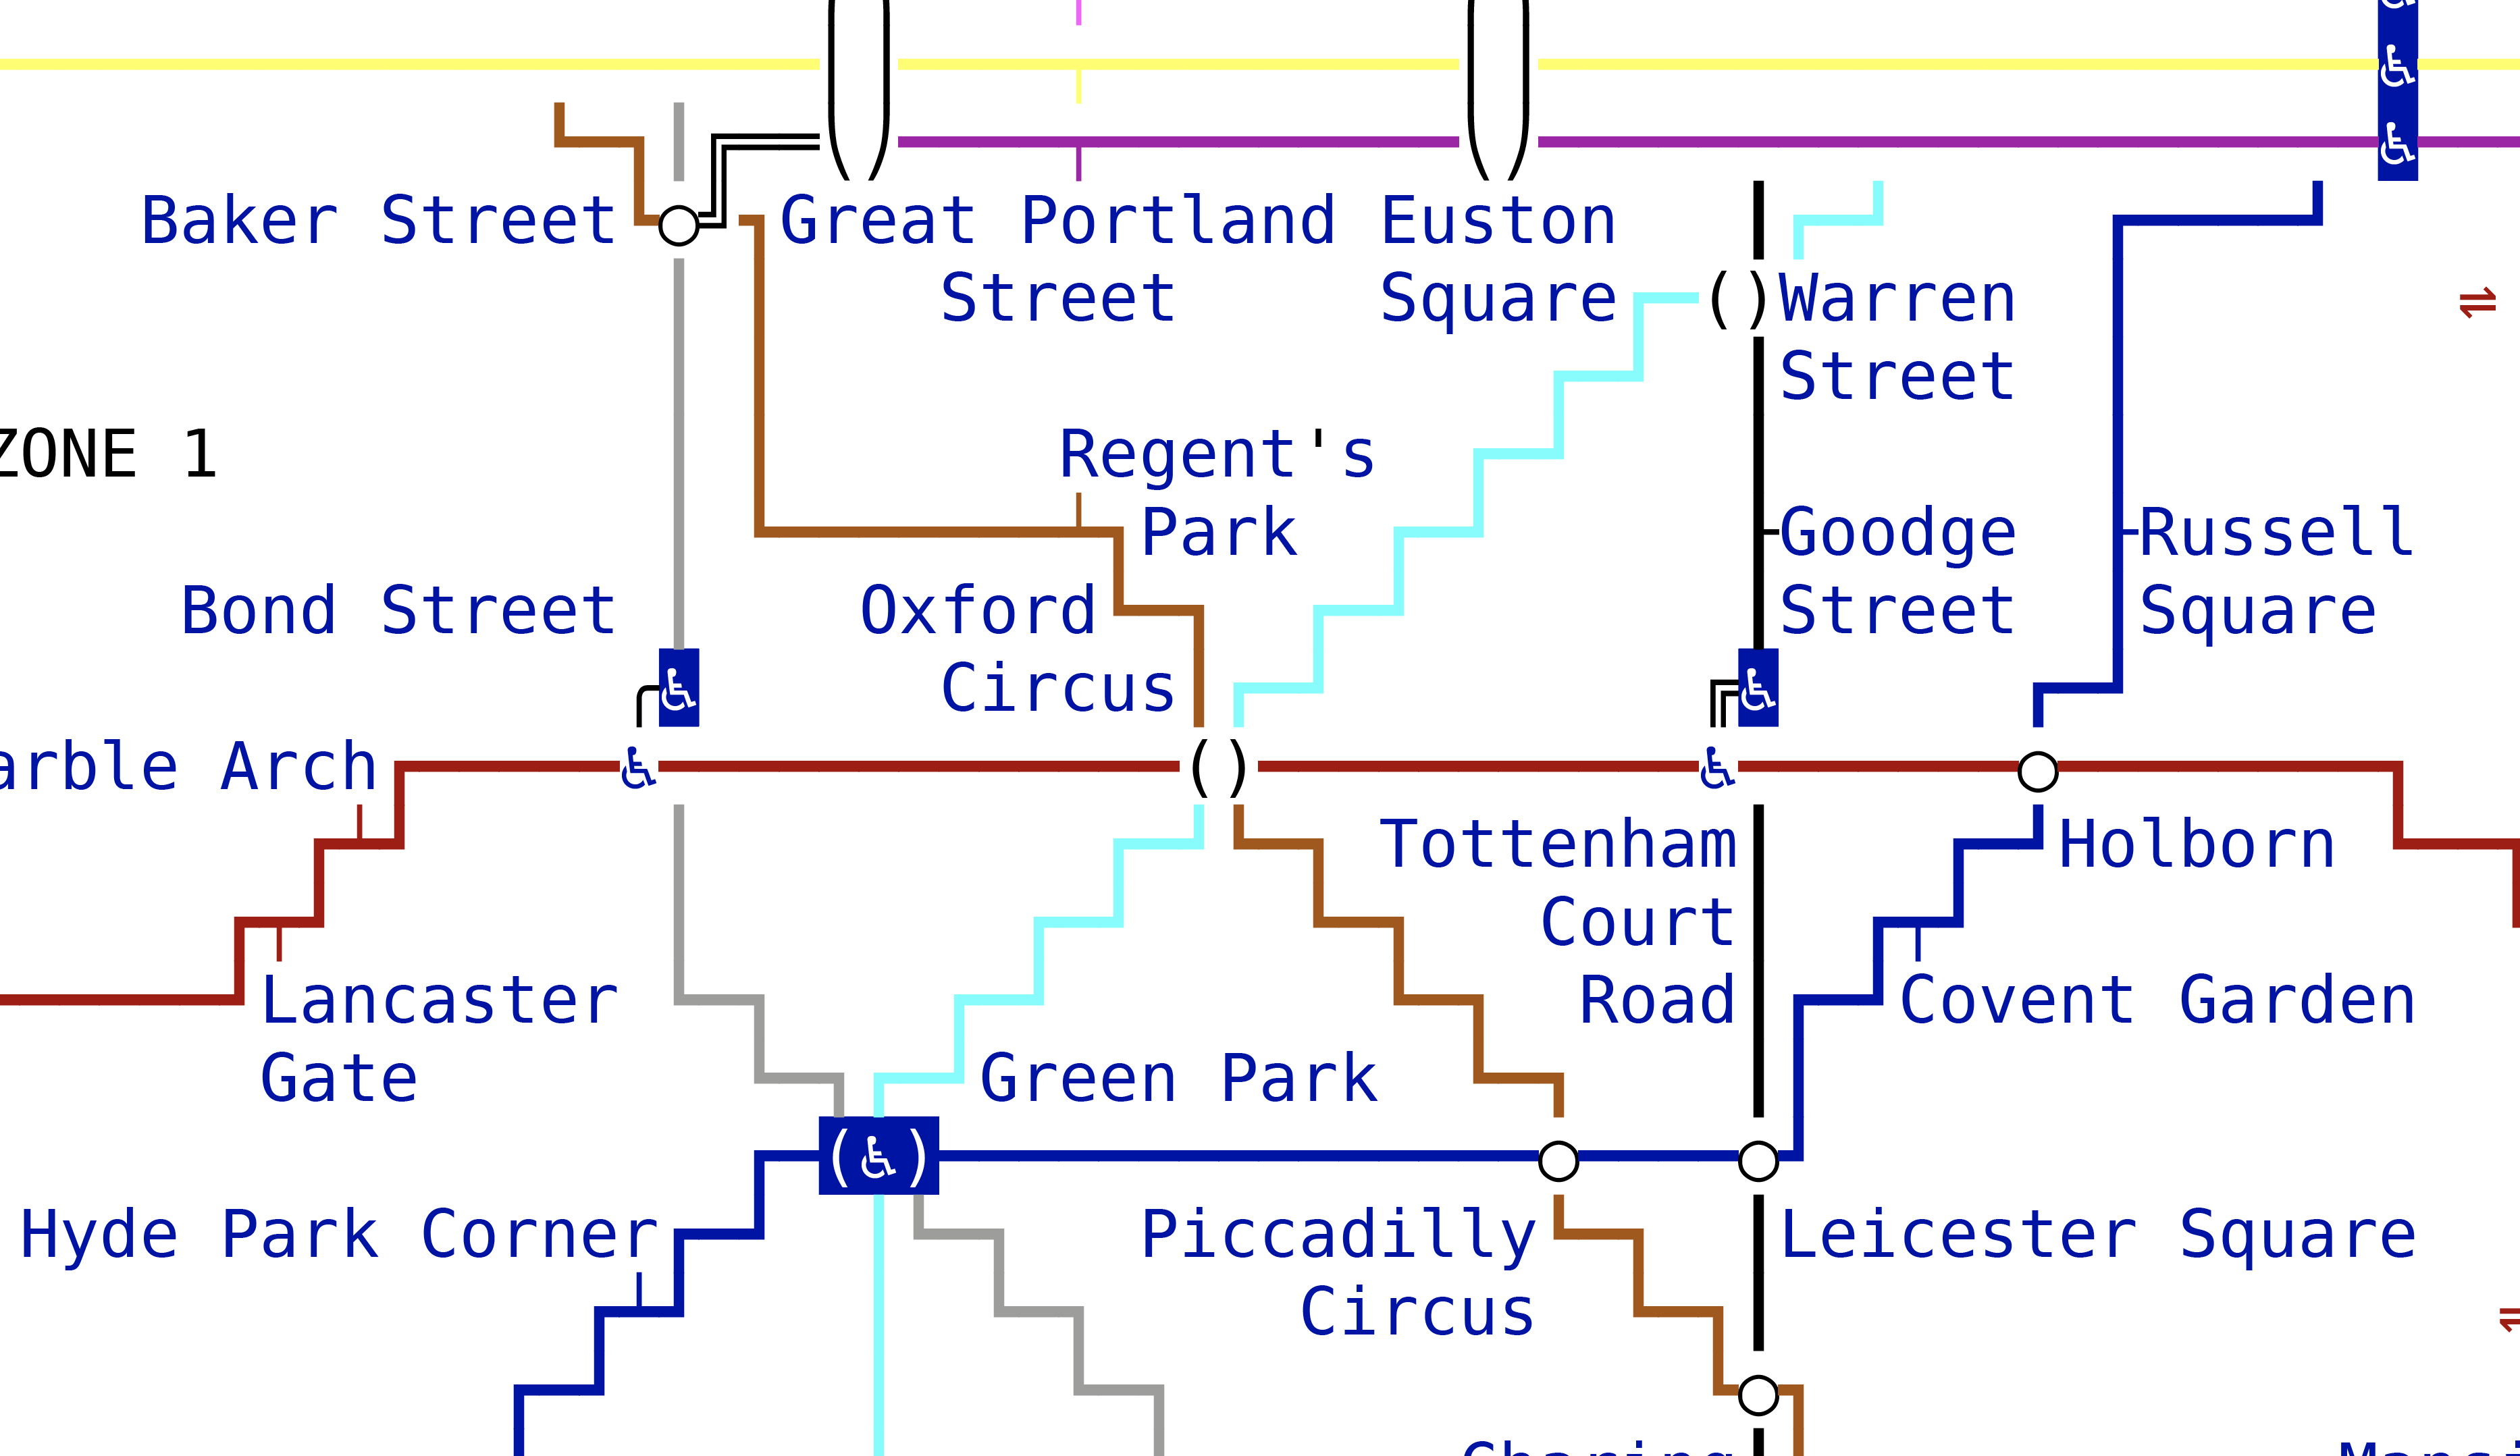 Baker Street
Great Portland
Street
Euston
Square
Warren
Street
ZONE 1
Regent's
Park
Goodge
Street
Russell
Square
Bond Street
Oxford
Circus
arble Arch
Tottenham
Court
Road
Holborn
Lancaster
Gate
Covent Garden
Green Park
Hyde Park Corner
Piccadilly
Circus
Leicester Square